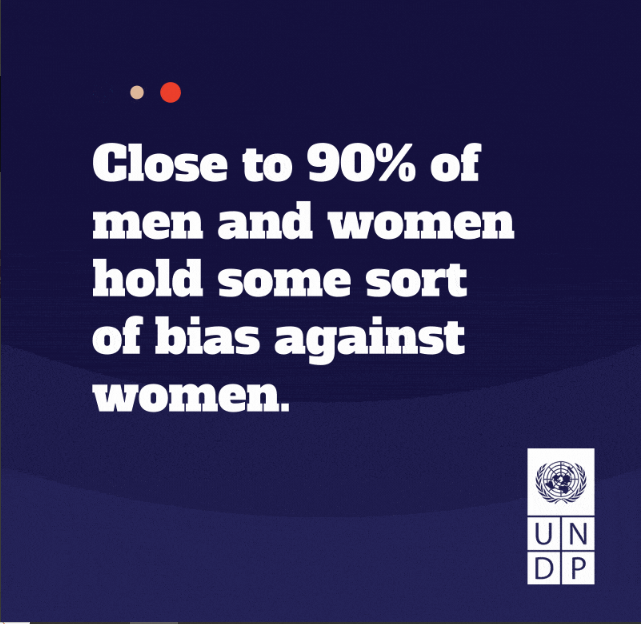 Close to 90% of
men and women
hold some sort
of bias against
women.
U N
D P